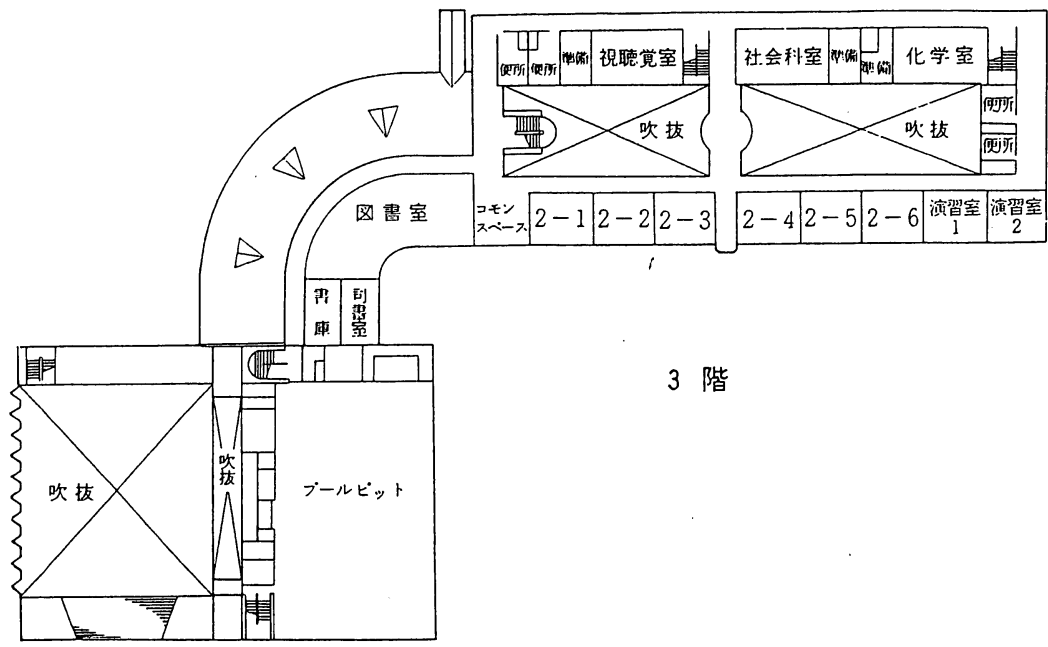 便所
便所
準備
視聴覚室
社会科室
準備
準備
化学室
吹抜
吹抜
便所
便所
図書室
コモン
スペース
2-1
2-2
2-3
2-4
2-5
2-6
演習室
1
演習室
2
書庫
司書室
3階
吹抜
吹抜
プールピット